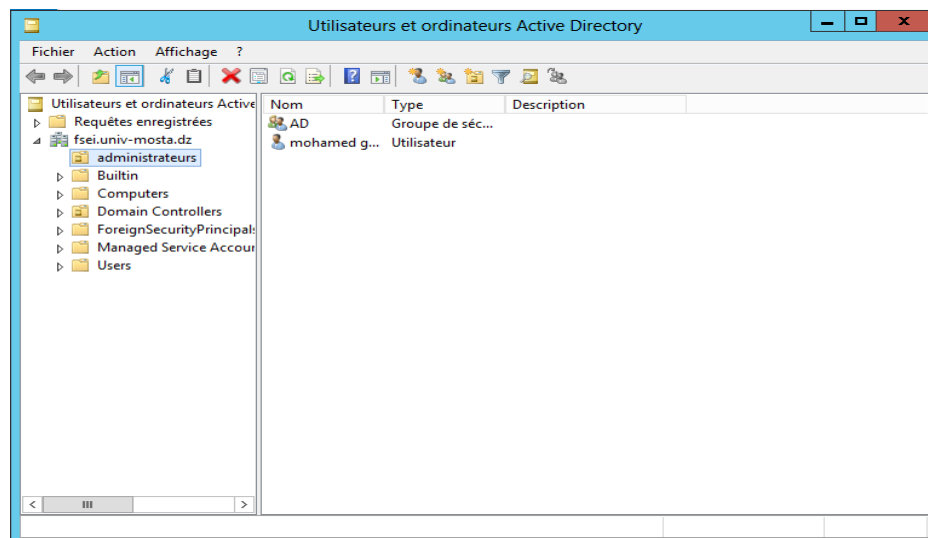 Utilisateurs et ordinateurs Active Directory
Fichier Action Affichage ?
Utilisateurs et ordinateurs Active
Requêtes enregistrées
fsei.univ-mosta.dz
administrateurs
Builtin
Computers
Domain Controllers
ForeignSecurityPrincipals
Managed Service Accour
Users
Nom Type Description
AD Groupe de séc...
mohamed g... Utilisateur